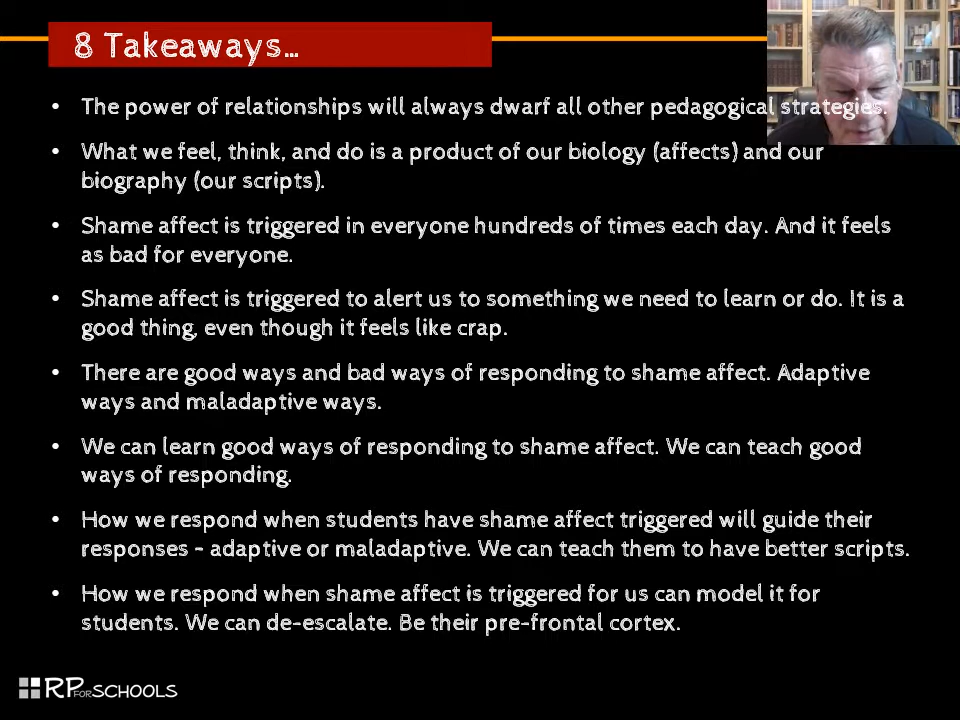 8 Takeaways...
• The power of relationships will always dwarf all other pedagogical strategies.
• What we feel, think, and do is a product of our biology (affects) and our
biography (our scripts).
• Shame affect is triggered in everyone hundreds of times each day. And it feels
as bad for everyone.
• Shame affect is triggered to alert us to something we need to learn or do. It is a
good thing, even though it feels like crap.
• There are good ways and bad ways of responding to shame affect. Adaptive
ways and maladaptive ways.
• We can learn good ways of responding to shame affect. We can teach good
ways of responding.
• How we respond when students have shame affect triggered will guide their
responses - adaptive or maladaptive. We can teach them to have better scripts.
• How we respond when shame affect is triggered for us can model it for
students. We can de-escalate. Be their pre-frontal cortex.
RP FOR SCHOOLS